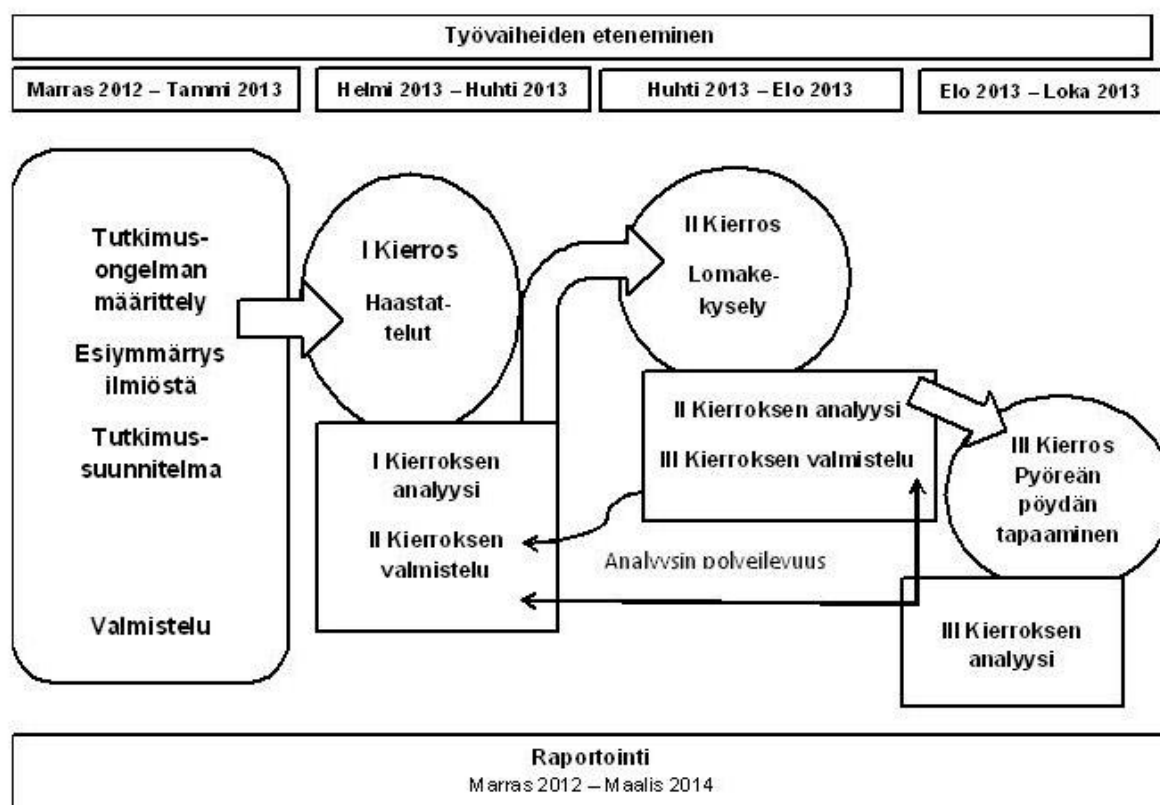 Työvaiheiden eteneminen
Marras 2012 – Tammi 2013
Helmi 2013 – Huhti 2013
Huhti 2013 – Elo 2013
Elo 2013 – Loka 2013
Tutkimus-
ongelman
määrittely
Esiymmärrys
ilmiöstä
Tutkimus-
suunnitelma
Valmistelu
I Kierros
Haastat-
telut
I Kierroksen
analyysi
II Kierroksen
valmistelu
II Kierros
Lomake-
kysely
II Kierroksen analyysi
III Kierroksen valmistelu
Analyysin polveilevuus
III Kierros
Pyöreän
pöydän
tapaaminen
III Kierroksen
analyysi
Raportointi
Marras 2012 – Maalis 2014